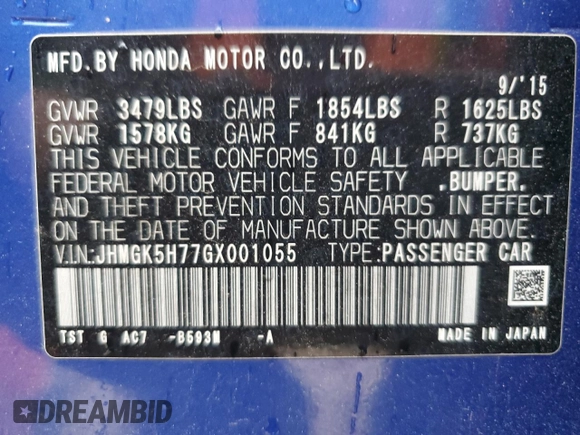 MFD.BY HONDA MOTOR CO.,LTD.
9/'15
GVWR 3479LBS GAWR F 1854LBS R 1625LBS
GVWR 1578KG GAWR F 841KG R 737KG
THIS VEHICLE CONFORMS TO ALL APPLICABLE
FEDERAL MOTOR VEHICLE SAFETY .BUMPER.
AND THEFT PREVENTION STANDARDS IN EFFECT
ON THE DATE OF MANUFACTURE SHOWN ABOVE.
V.I.N:JHMGK5H77GX001055 TYPE:PASSENGER CAR
TST G AC7 -B593M -A
MADE IN JAPAN
DREAMBID